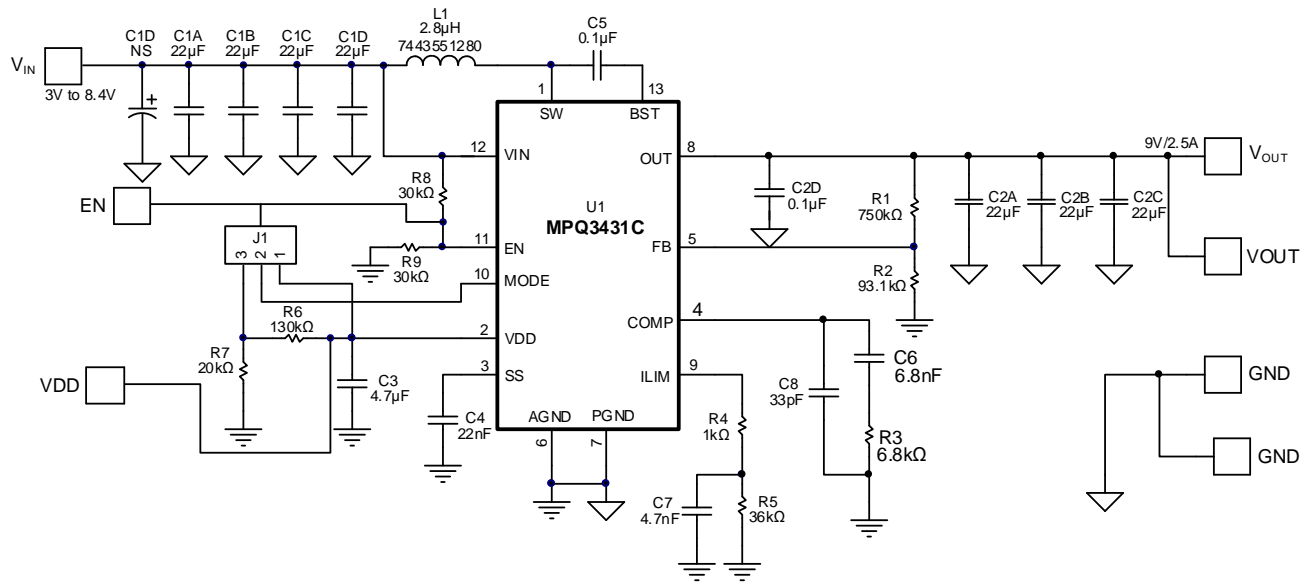 L1
2.8µH
7443551280
C5
0.1µF
C1D
NS
C1A
22µF
C1B
22µF
C1C
22µF
C1D
22µF
VIN
3V to 8.4V
+
1
SW
13
BST
12
VIN
OUT
8
9V/2.5A
VOUT
R8
30kΩ
C2D
0.1µF
R1
750kΩ
C2A
22µF
C2B
22µF
C2C
22µF
EN
U1
MPQ3431C
J1
3
2
1
11
EN
FB
5
VOUT
R9
30kΩ
10
MODE
R2
93.1kΩ
R6
130kΩ
COMP
4
2
VDD
R7
20kΩ
C6
6.8nF
3
SS
ILIM
9
GND
VDD
C3
4.7µF
C8
33pF
C4
22nF
AGND
PGND
6
7
R4
1kΩ
R3
6.8kΩ
GND
C7
4.7nF
R5
36kΩ